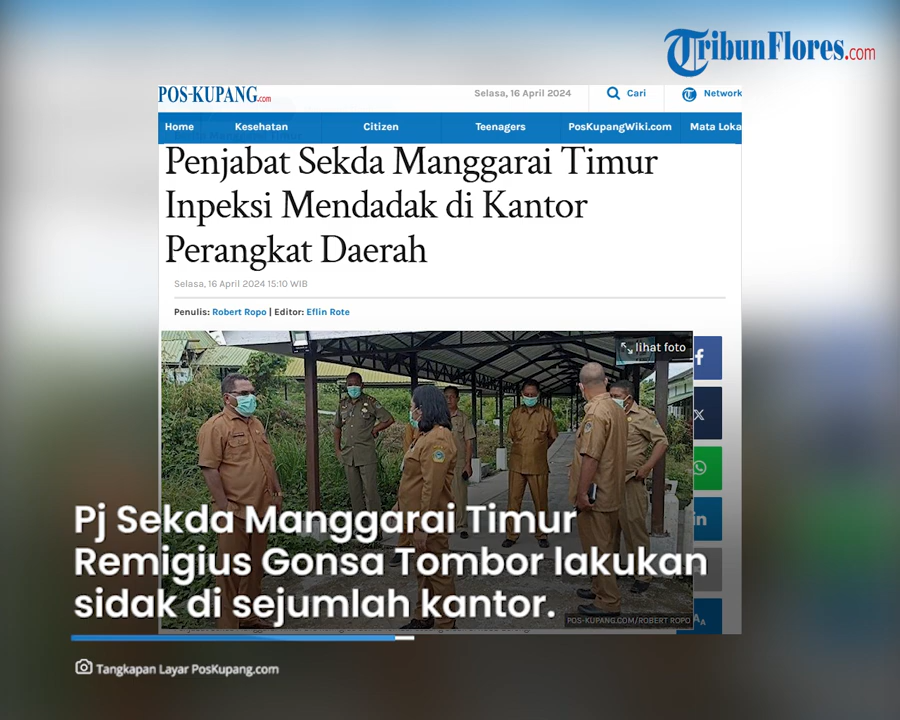 TribunFlores.com
POS-KUPANG.com
Selasa, 16 April 2024
Cari
Network
Home
Kesehatan
Citizen
Teenagers
PosKupangWiki.com
Mata Loka
Penjabat Sekda Manggarai Timur
Inpeksi Mendadak di Kantor
Perangkat Daerah
Selasa, 16 April 2024 15:10 WIB
Penulis: Robert Ropo | Editor: Eflin Rote
lihat foto
Pj Sekda Manggarai Timur
Remigius Gonsa Tombor lakukan
sidak di sejumlah kantor.
POS-KUPANG.COM/ROBERT ROPO
AA
Tangkapan Layar PosKupang.com